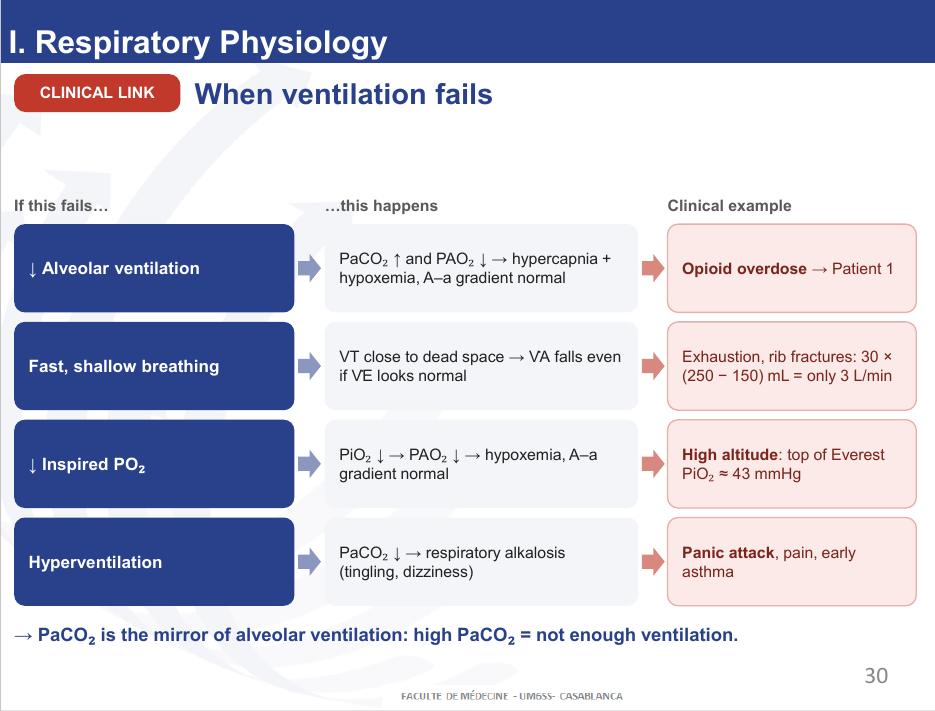 I. Respiratory Physiology
CLINICAL LINK
When ventilation fails
If this fails…
…this happens
Clinical example
↓ Alveolar ventilation
PaCO₂ ↑ and PAO₂ ↓ → hypercapnia +
hypoxemia, A–a gradient normal
Opioid overdose → Patient 1
Fast, shallow breathing
VT close to dead space → V̇A falls even
if V̇E looks normal
Exhaustion, rib fractures: 30 ×
(250 − 150) mL = only 3 L/min
↓ Inspired PO₂
PiO₂ ↓ → PAO₂ ↓ → hypoxemia, A–a
gradient normal
High altitude: top of Everest
PiO₂ ≈ 43 mmHg
Hyperventilation
PaCO₂ ↓ → respiratory alkalosis
(tingling, dizziness)
Panic attack, pain, early
asthma
→ PaCO₂ is the mirror of alveolar ventilation: high PaCO₂ = not enough ventilation.
30
FACULTE DE MÉDECINE - UM6SS- CASABLANCA